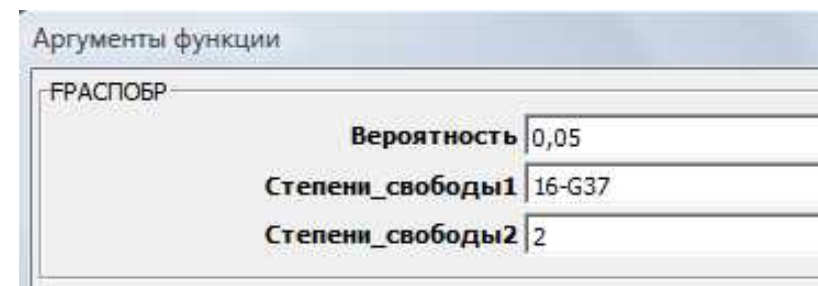 Аргументы функции
FРАСПОБР
Вероятность 0,05
Степени_свободы1 16-G37
Степени_свободы2 2